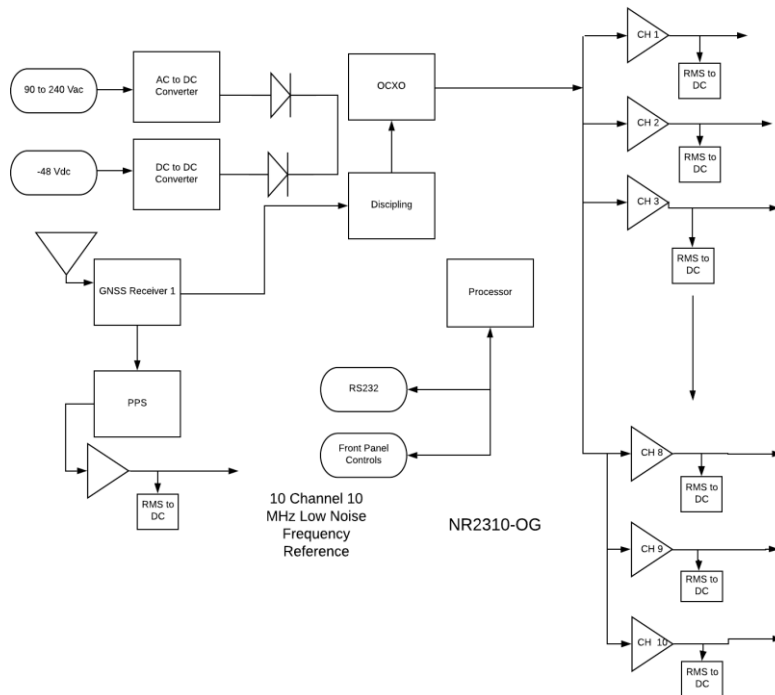 90 to 240 Vac
AC to DC
Converter
-48 Vdc
DC to DC
Converter
OCXO
Discipling
GNSS Receiver 1
PPS
RMS to
DC
Processor
RS232
Front Panel
Controls
10 Channel 10
MHz Low Noise
Frequency
Reference
NR2310-OG
CH 1
RMS to
DC
CH 2
RMS to
DC
CH 3
RMS to
DC
CH 8
RMS to
DC
CH 9
RMS to
DC
CH 10
RMS to
DC